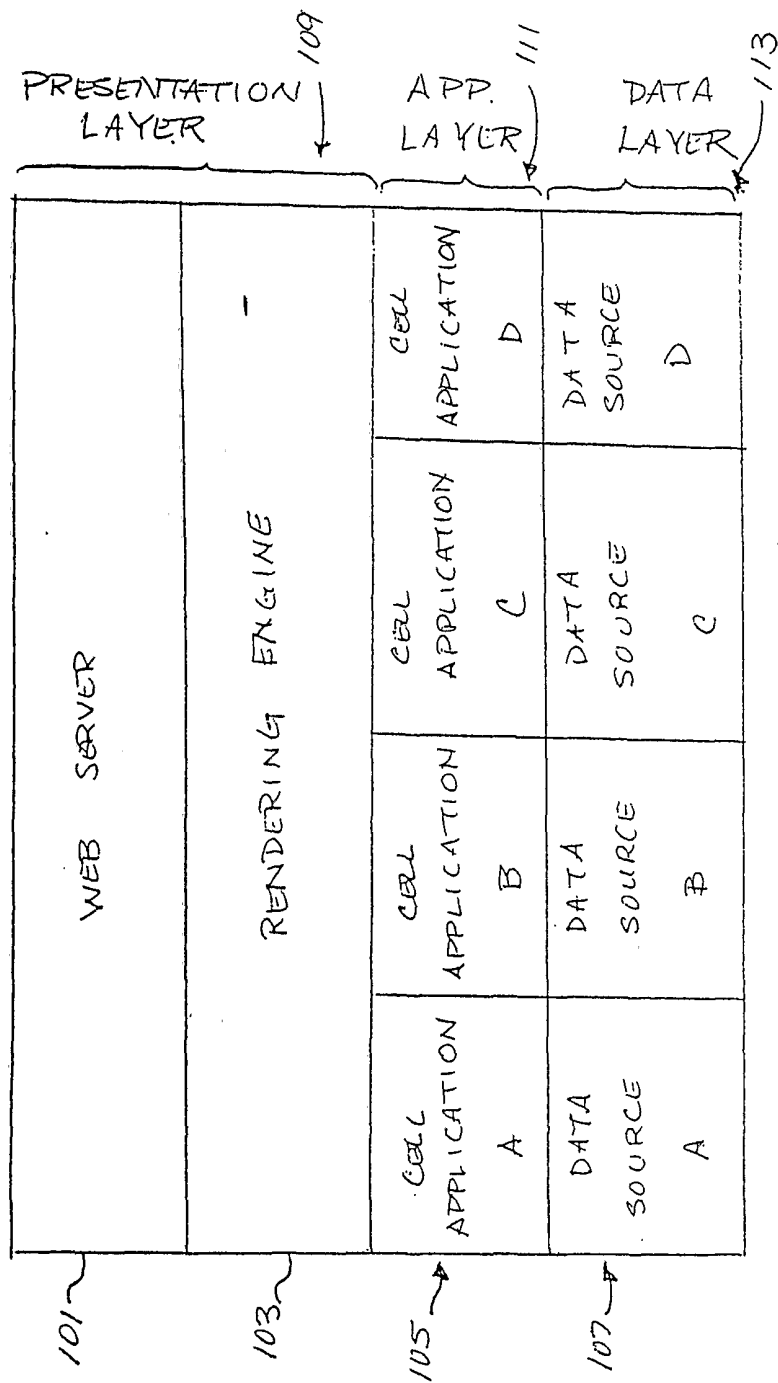 101
WEB SERVER
PRESENTATION
LAYER
109
103
RENDERING ENGINE
105
CELL
APPLICATION
A
CELL
APPLICATION
B
CELL
APPLICATION
C
CELL
APPLICATION
D
APP.
LAYER
111
107
DATA
SOURCE
A
DATA
SOURCE
B
DATA
SOURCE
C
DATA
SOURCE
D
DATA
LAYER
113